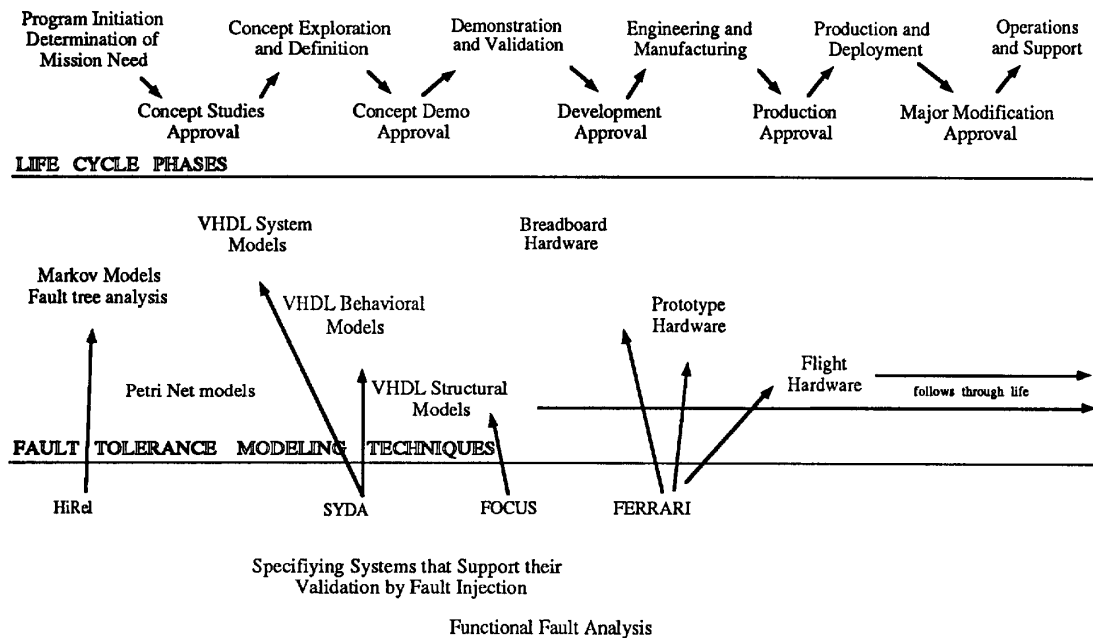 Program Initiation
Determination of
Mission Need
Concept Exploration
and Definition
Demonstration
and Validation
Engineering and
Manufacturing
Production and
Deployment
Operations
and Support
Concept Studies
Approval
Concept Demo
Approval
Development
Approval
Production
Approval
Major Modification
Approval
LIFE CYCLE PHASES
VHDL System
Models
Breadboard
Hardware
Markov Models
Fault tree analysis
VHDL Behavioral
Models
Prototype
Hardware
Flight
Hardware
Petri Net models
VHDL Structural
Models
follows through life
FAULT TOLERANCE MODELING TECHNIQUES
HiRel
SYDA
FOCUS
FERRARI
Specifiying Systems that Support their
Validation by Fault Injection
Functional Fault Analysis